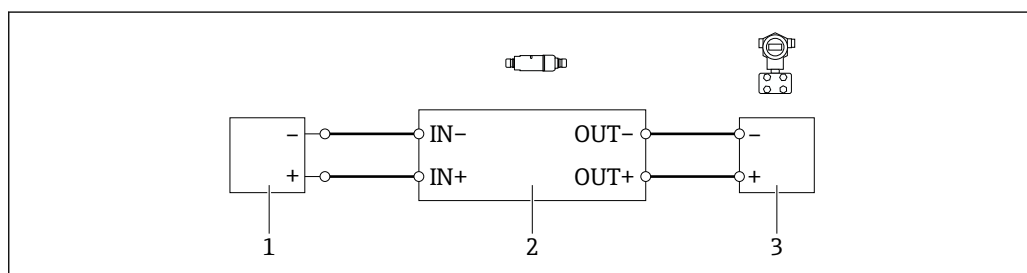 − IN− OUT− −
+ IN+ OUT+ +
1 2 3